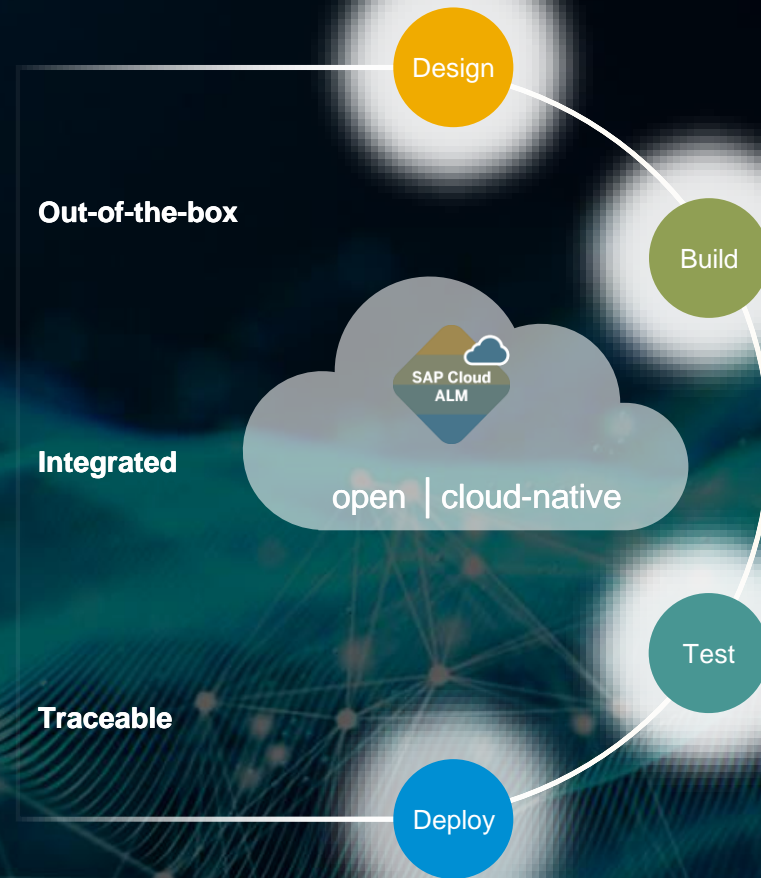 Design
Out-of-the-box
Build
SAP Cloud
ALM
Integrated
open | cloud-native
Test
Traceable
Deploy